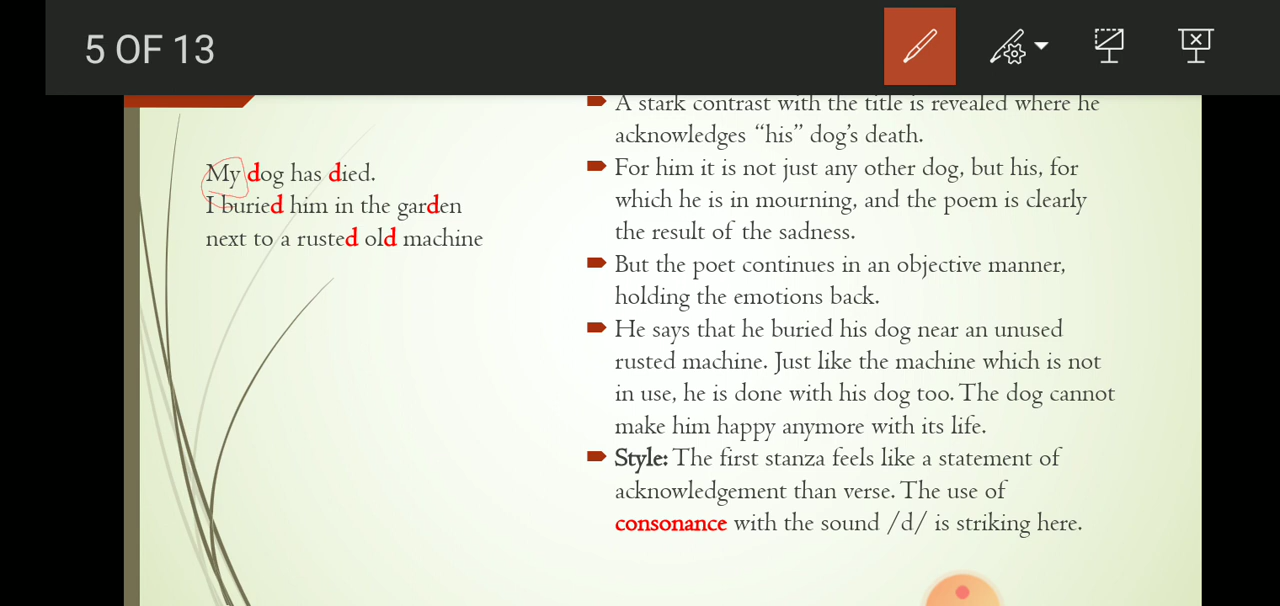 5 OF 13
My dog has died.
I buried him in the garden
next to a rusted old machine
A stark contrast with the title is revealed where he
acknowledges “his” dog’s death.
For him it is not just any other dog, but his, for
which he is in mourning, and the poem is clearly
the result of the sadness.
But the poet continues in an objective manner,
holding the emotions back.
He says that he buried his dog near an unused
rusted machine. Just like the machine which is not
in use, he is done with his dog too. The dog cannot
make him happy anymore with its life.
Style: The first stanza feels like a statement of
acknowledgement than verse. The use of
consonance with the sound /d/ is striking here.